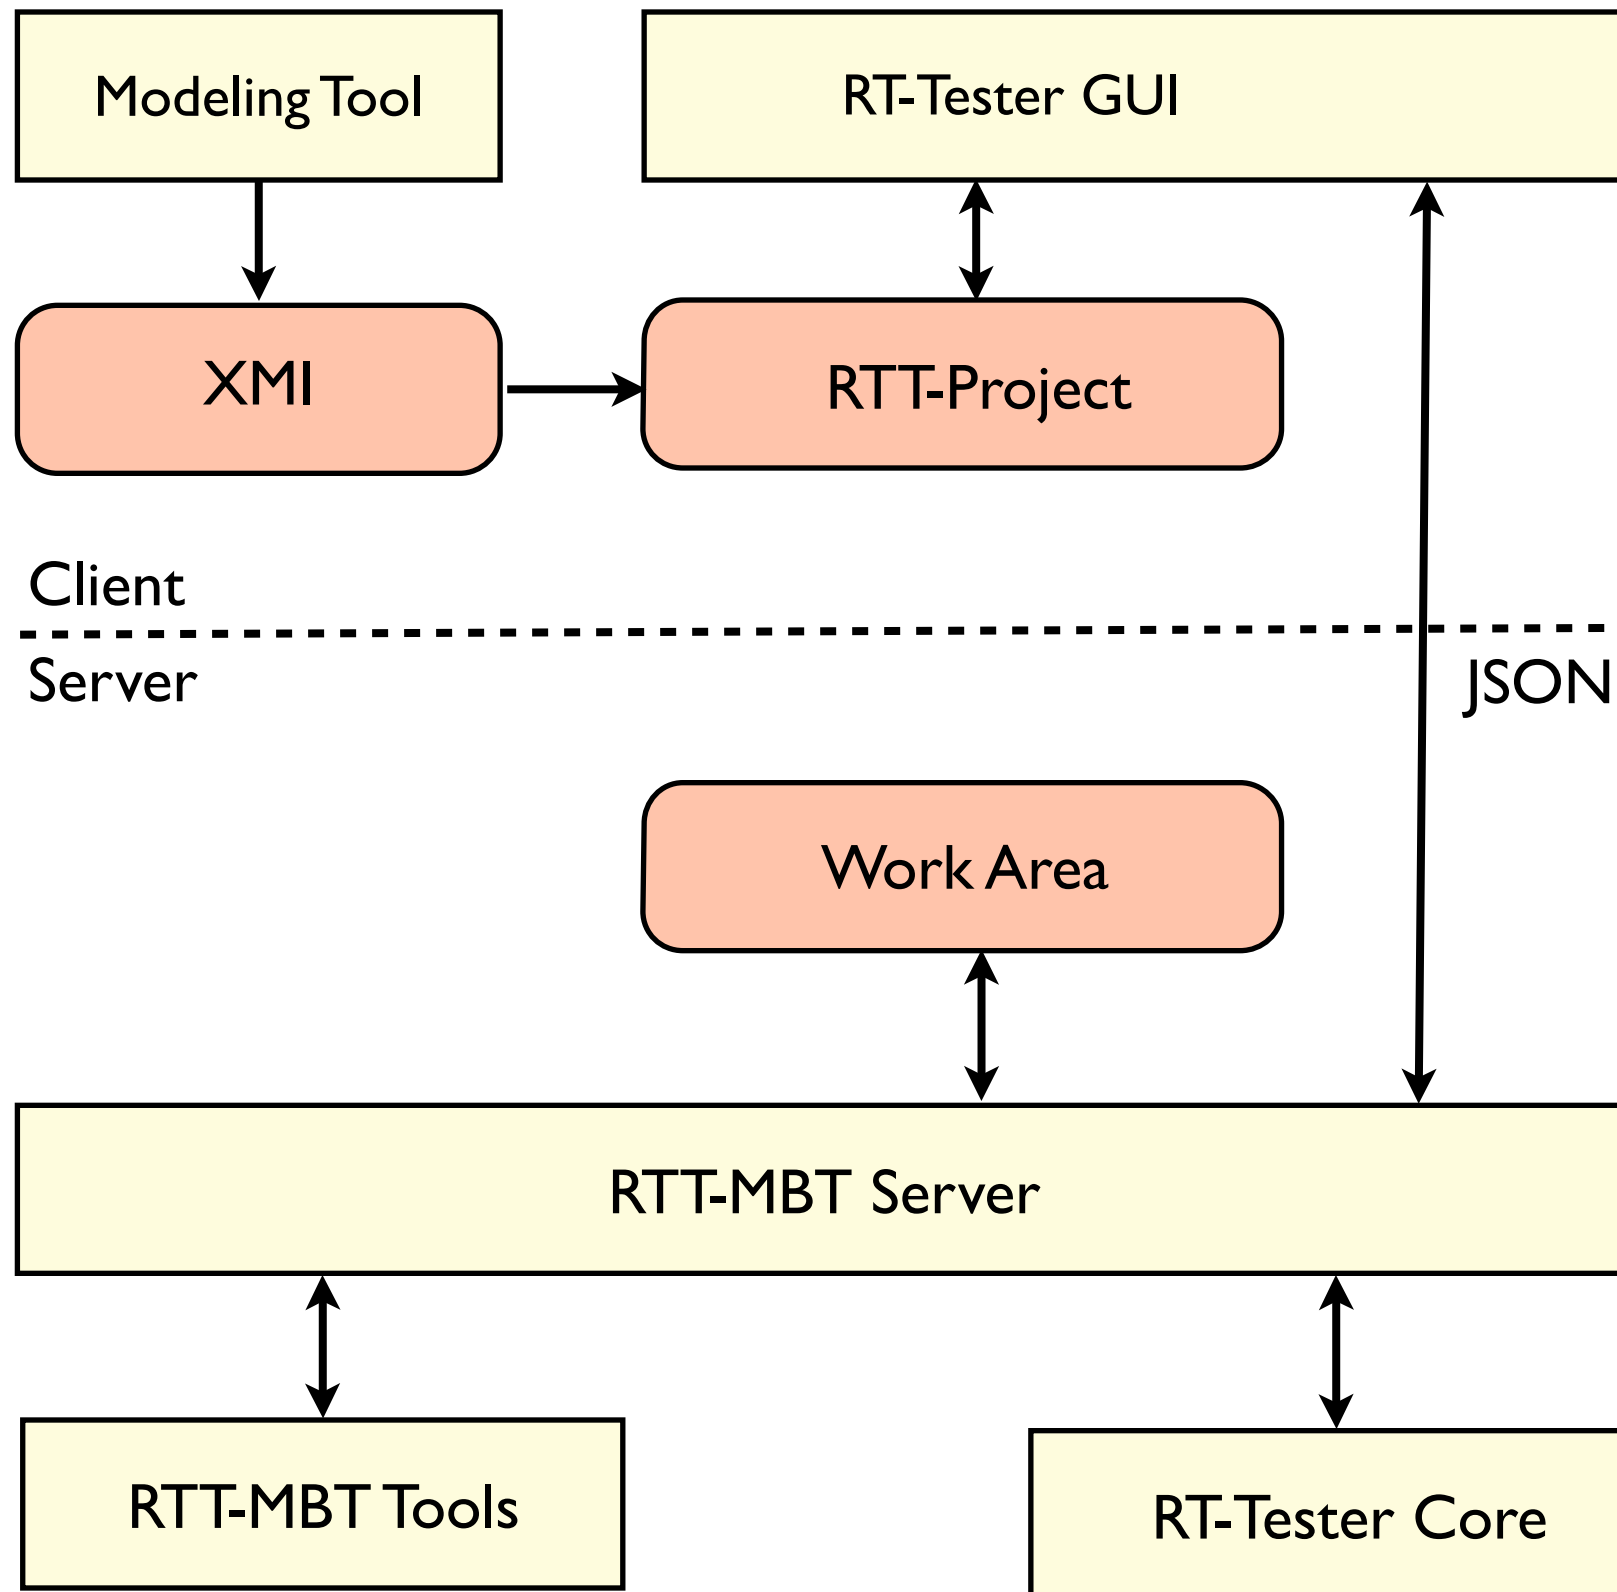 Modeling Tool
RT-Tester GUI
XMI
RTT-Project
Client
Server
JSON
Work Area
RTT-MBT Server
RTT-MBT Tools
RT-Tester Core